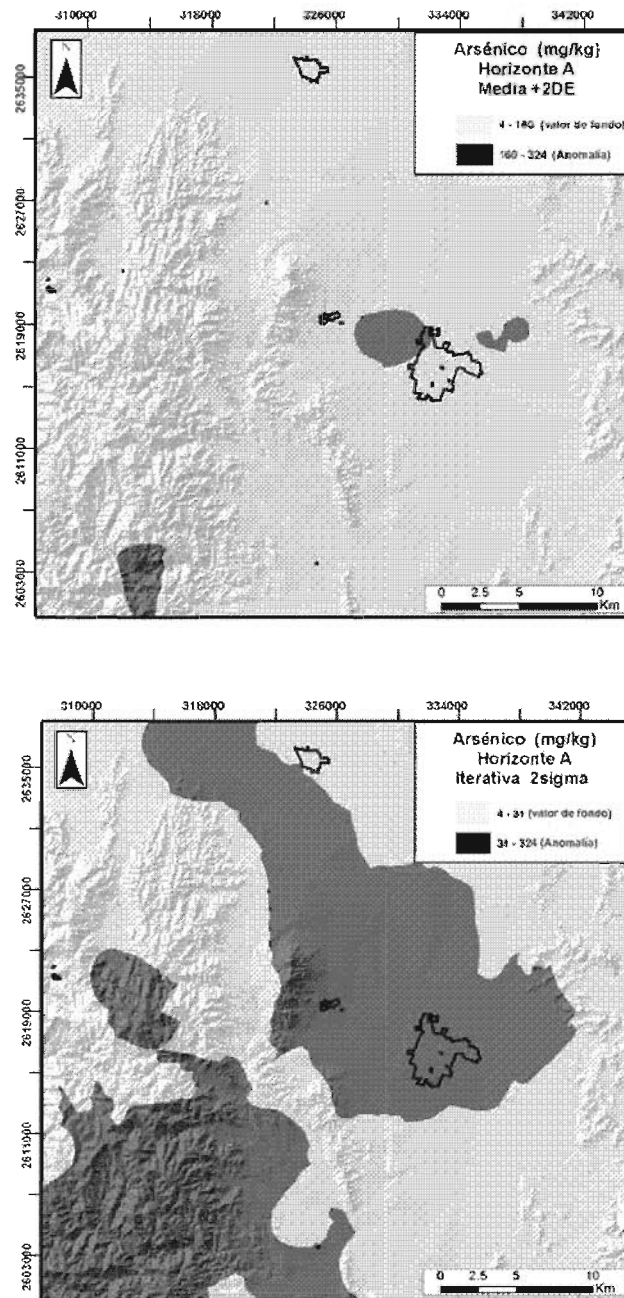 310000 318000 326000 334000 342000
2635000
2627000
2619000
2611000
2603000
N
Arsénico (mg/kg)
Horizonte A
Media +2DE
4 - 160 (valor de fondo)
160 - 324 (Anomalía)
0 2.5 5 10
Km
310000 318000 326000 334000 342000
2635000
2627000
2619000
2611000
2603000
Arsénico (mg/kg)
Horizonte A
Iterativa 2sigma
4 - 31 (valor de fondo)
31 - 324 (Anomalía)
0 2.5 5 10
Km